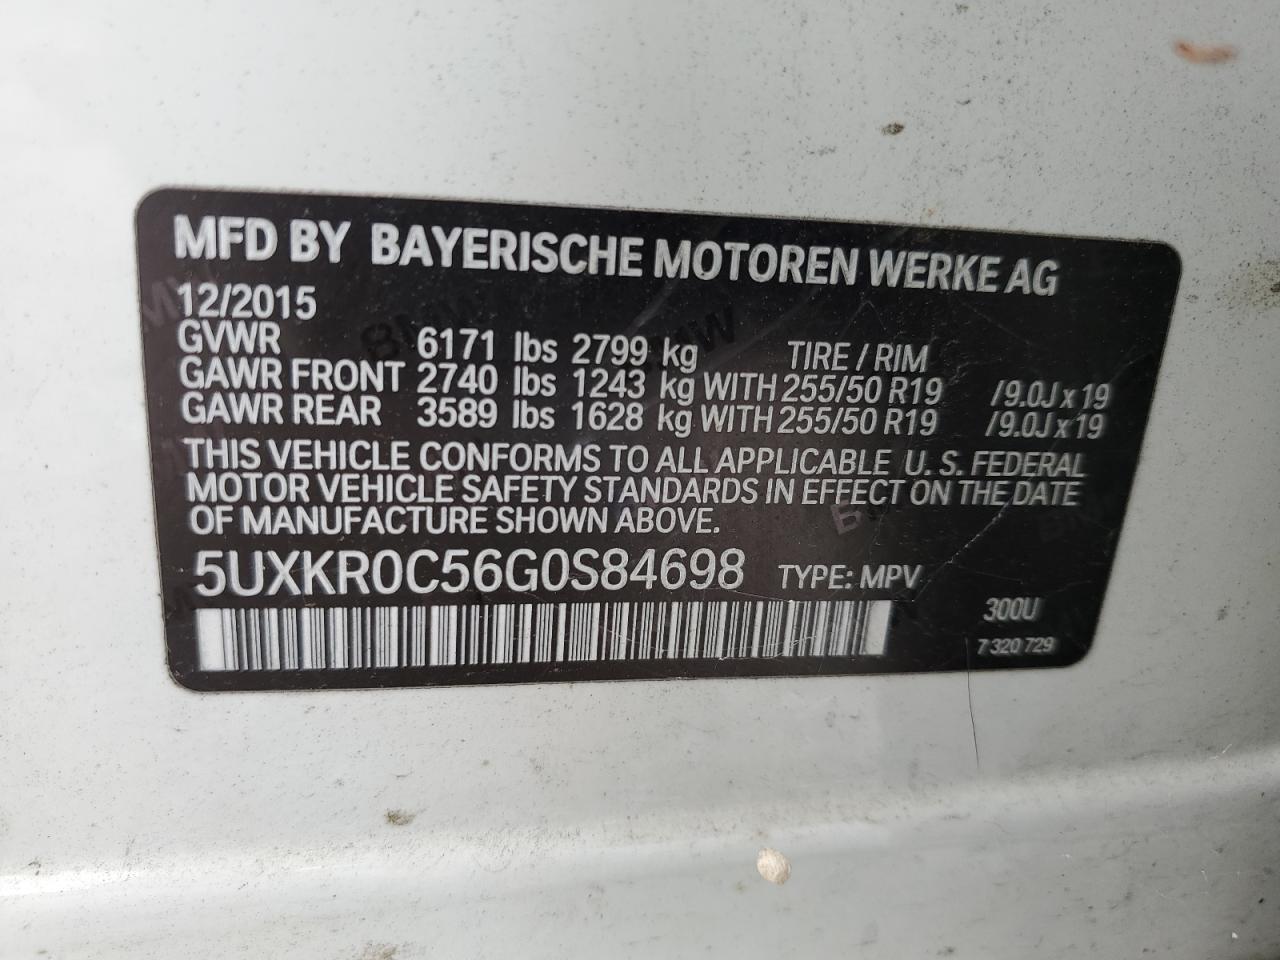 MFD BY BAYERISCHE MOTOREN WERKE AG
12/2015
GVWR 6171 lbs 2799 kg TIRE / RIM
GAWR FRONT 2740 lbs 1243 kg WITH 255/50 R19 /9.0J x 19
GAWR REAR 3589 lbs 1628 kg WITH 255/50 R19 /9.0J x 19
THIS VEHICLE CONFORMS TO ALL APPLICABLE U. S. FEDERAL
MOTOR VEHICLE SAFETY STANDARDS IN EFFECT ON THE DATE
OF MANUFACTURE SHOWN ABOVE.
5UXKR0C56G0S84698 TYPE: MPV
300U
7 320 729